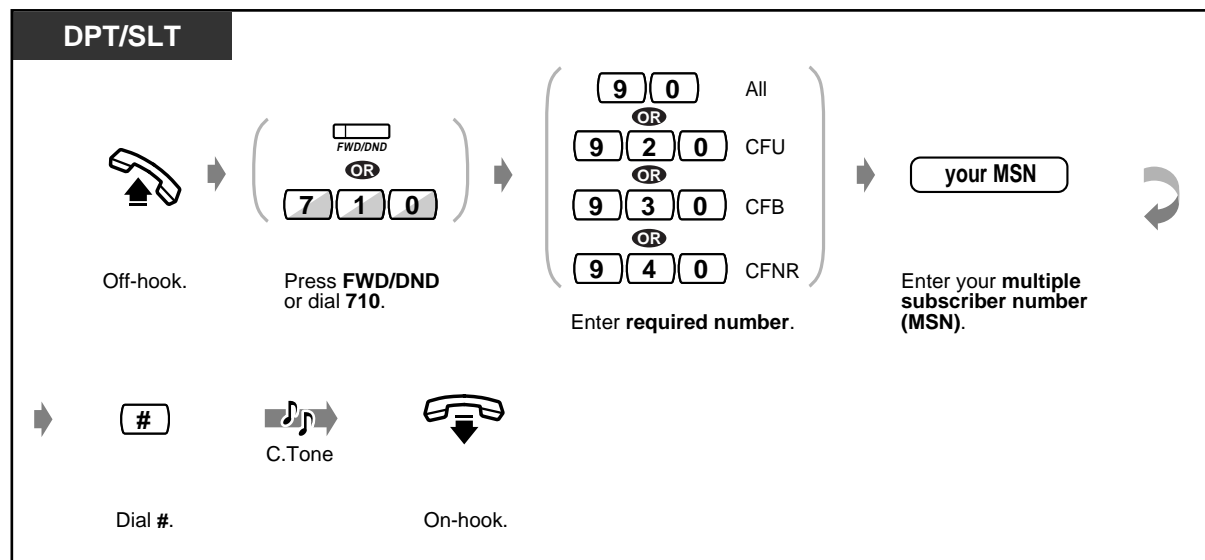 DPT/SLT
9 0 All
OR
FWD/DND
9 2 0 CFU
OR
OR
your MSN
7 1 0
9 3 0 CFB
OR
9 4 0 CFNR
Off-hook.
Press FWD/DND
or dial 710.
Enter required number.
Enter your multiple
subscriber number
(MSN).
#
C.Tone
Dial #.
On-hook.